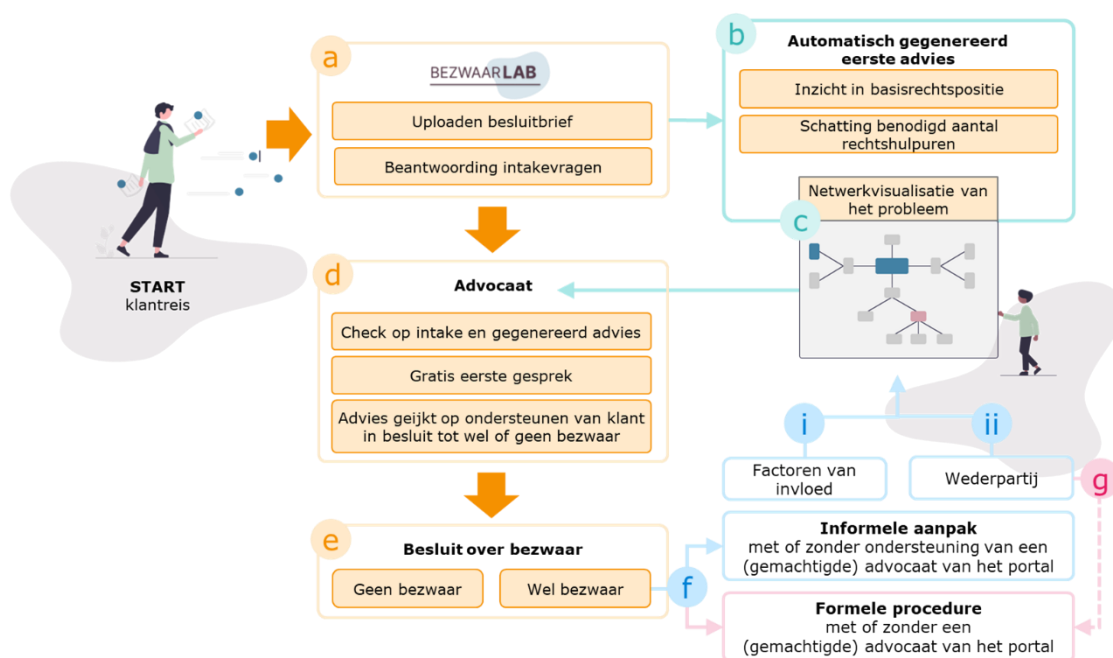 a
BEZWAARLAB
Uploaden besluitbrief
Beantwoording intakevragen
b
Automatisch gegenereerd
eerste advies
Inzicht in basisrechtspositie
Schatting benodigd aantal
rechtshulpuren
Netwerkvisualisatie van
het probleem
c
START
klantreis
d
Advocaat
Check op intake en gegenereerd advies
Gratis eerste gesprek
Advies geijkt op ondersteunen van klant
in besluit tot wel of geen bezwaar
i
ii
Factoren van
invloed
Wederpartij
g
e
Besluit over bezwaar
Geen bezwaar
Wel bezwaar
f
Informele aanpak
met of zonder ondersteuning van een
(gemachtigde) advocaat van het portal
Formele procedure
met of zonder een
(gemachtigde) advocaat van het portal